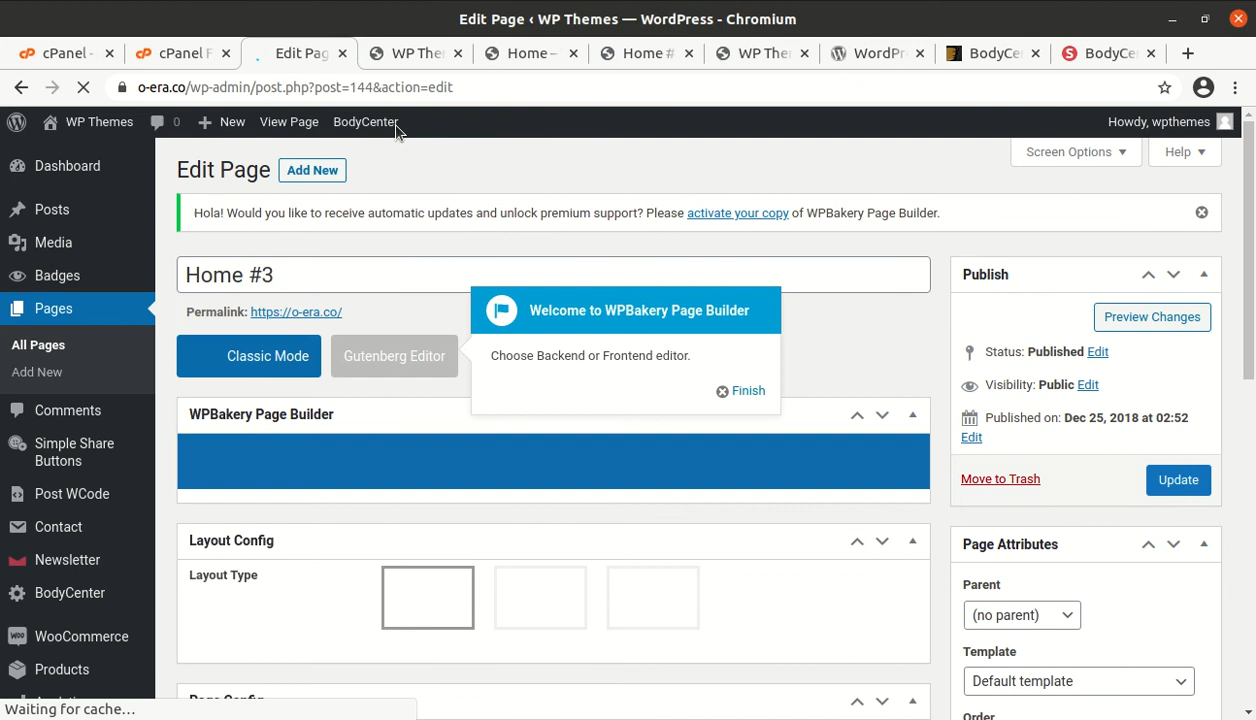 Edit Page ‹ WP Themes — WordPress - Chromium
cPanel -
cPanel F
Edit Pag
WP The
Home –
Home #
WP The
WordPr
BodyCe
BodyCe
o-era.co/wp-admin/post.php?post=144&action=edit
WP Themes
0
New
View Page
BodyCenter
Howdy, wpthemes
Dashboard
Posts
Media
Badges
Pages
All Pages
Add New
Comments
Simple Share
Buttons
Post WCode
Contact
Newsletter
BodyCenter
WooCommerce
Products
Screen Options
Help
Edit Page
Add New
Hola! Would you like to receive automatic updates and unlock premium support? Please activate your copy of WPBakery Page Builder.
Home #3
Permalink: https://o-era.co/
Classic Mode
Gutenberg Editor
Welcome to WPBakery Page Builder
Choose Backend or Frontend editor.
Finish
WPBakery Page Builder
Layout Config
Layout Type
Publish
Preview Changes
Status: Published Edit
Visibility: Public Edit
Published on: Dec 25, 2018 at 02:52
Edit
Move to Trash
Update
Page Attributes
Parent
(no parent)
Template
Default template
Order
Waiting for cache...